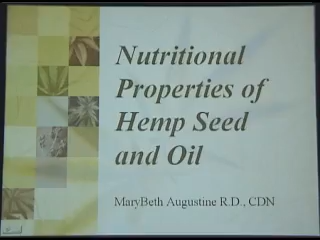 Nutritional
Properties of
Hemp Seed
and Oil
MaryBeth Augustine R.D., CDN